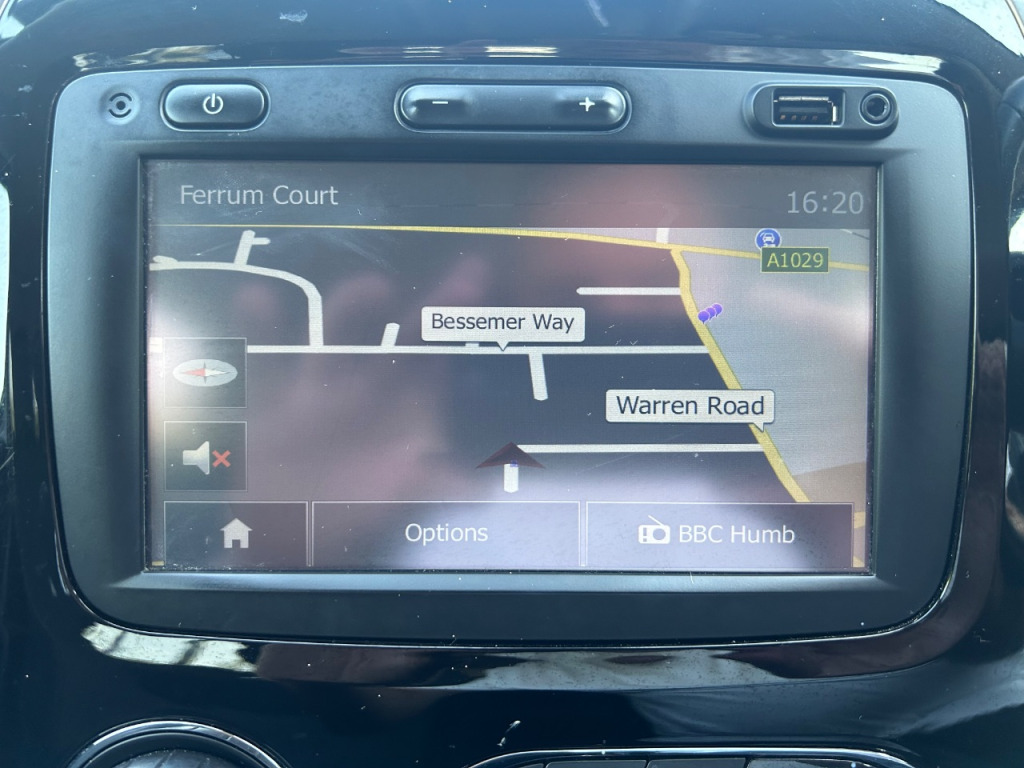 Ferrum Court
16:20
A1029
Bessemer Way
Warren Road
Options
BBC Humb